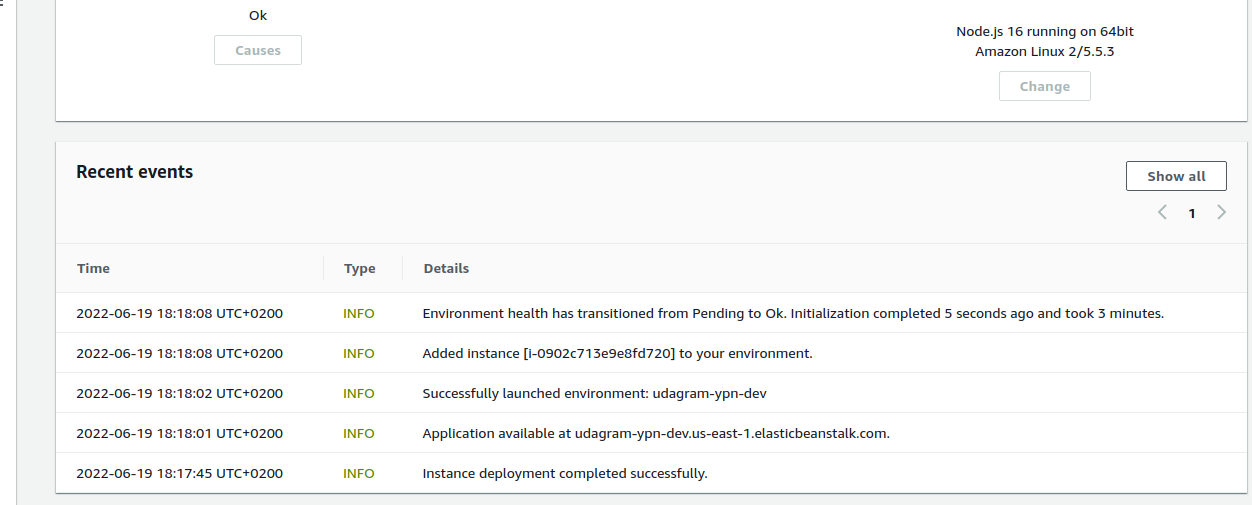 Ok
Causes
Node.js 16 running on 64bit
Amazon Linux 2/5.5.3
Change
Recent events
Show all
1
Time Type Details
2022-06-19 18:18:08 UTC+0200 INFO Environment health has transitioned from Pending to Ok. Initialization completed 5 seconds ago and took 3 minutes.
2022-06-19 18:18:08 UTC+0200 INFO Added instance [i-0902c713e9e8fd720] to your environment.
2022-06-19 18:18:02 UTC+0200 INFO Successfully launched environment: udagram-ypn-dev
2022-06-19 18:18:01 UTC+0200 INFO Application available at udagram-ypn-dev.us-east-1.elasticbeanstalk.com.
2022-06-19 18:17:45 UTC+0200 INFO Instance deployment completed successfully.